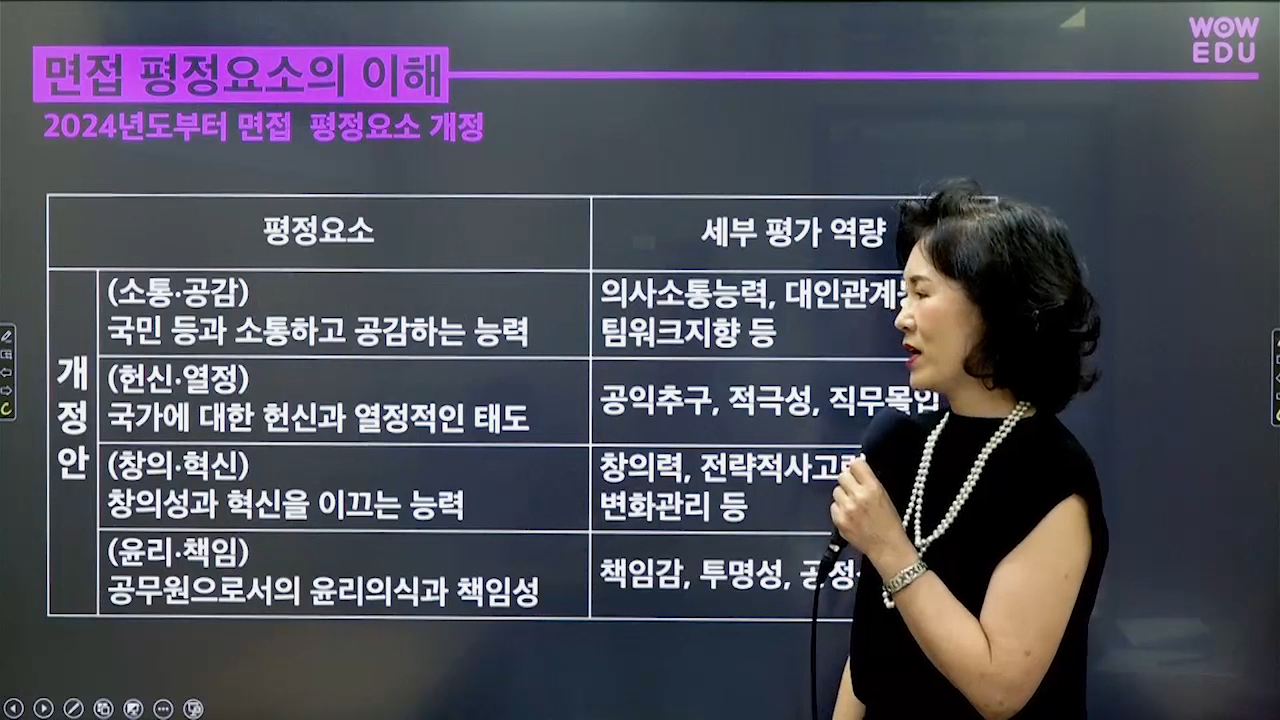 WOW
EDU
면접 평정요소의 이해
2024년도부터 면접 평정요소 개정
평정요소
세부 평가 역량
개정안
(소통·공감)
국민 등과 소통하고 공감하는 능력
의사소통능력, 대인관계
팀워크지향 등
(헌신·열정)
국가에 대한 헌신과 열정적인 태도
공익추구, 적극성, 직무몰입
(창의·혁신)
창의성과 혁신을 이끄는 능력
창의력, 전략적사고력
변화관리 등
(윤리·책임)
공무원으로서의 윤리의식과 책임성
책임감, 투명성, 공정